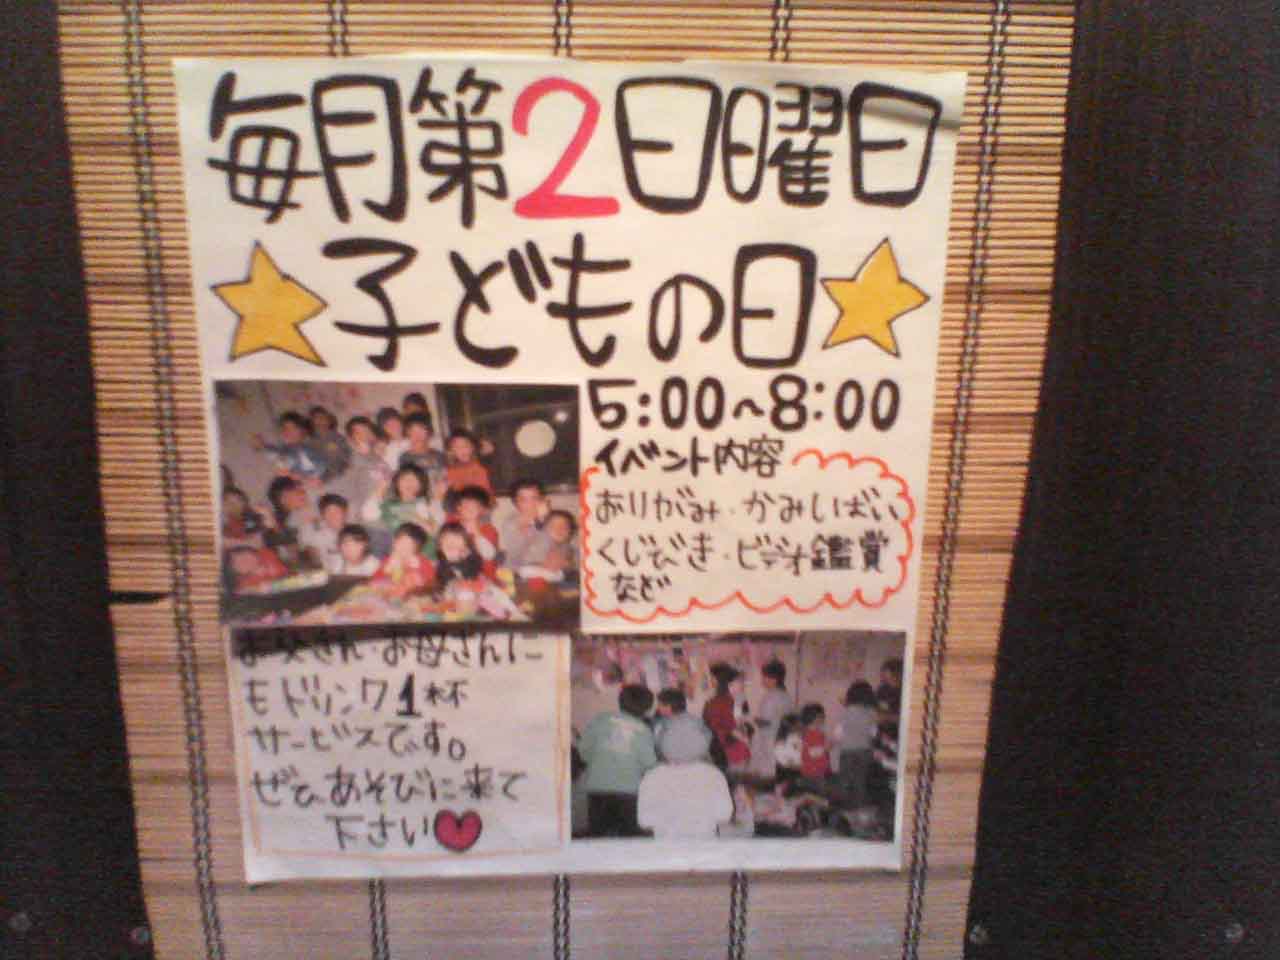 毎月第2日日曜日
子どもの日
5:00~8:00
イベント内容
おりがみ・かみしばい
くじびき・ビデオ鑑賞
など
お父さん・お母さんに
もドリンク1杯
サービスです。
ぜひあそびに来て
下さい